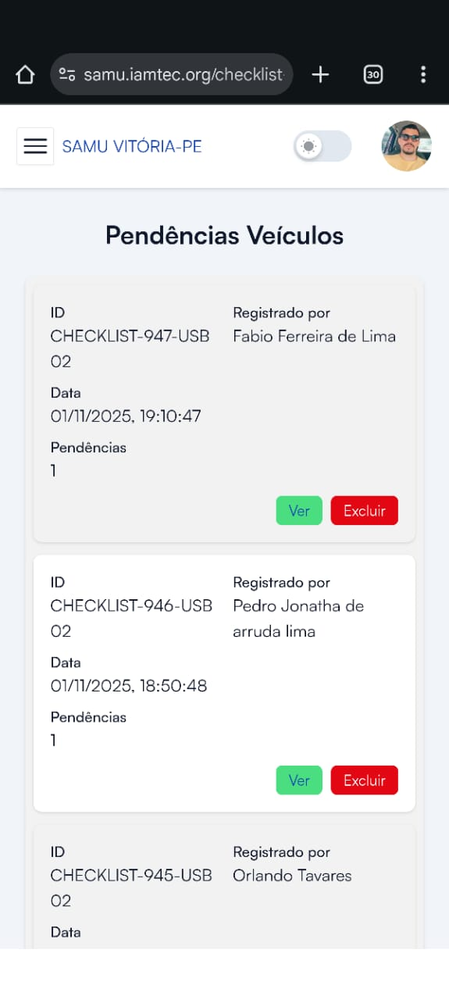 samu.iamtec.org/checklist
30
SAMU VITÓRIA-PE
Pendências Veículos
ID
CHECKLIST-947-USB
02
Registrado por
Fabio Ferreira de Lima
Data
01/11/2025, 19:10:47
Pendências
1
Ver
Excluir
ID
CHECKLIST-946-USB
02
Registrado por
Pedro Jonatha de
arruda lima
Data
01/11/2025, 18:50:48
Pendências
1
Ver
Excluir
ID
CHECKLIST-945-USB
02
Registrado por
Orlando Tavares
Data